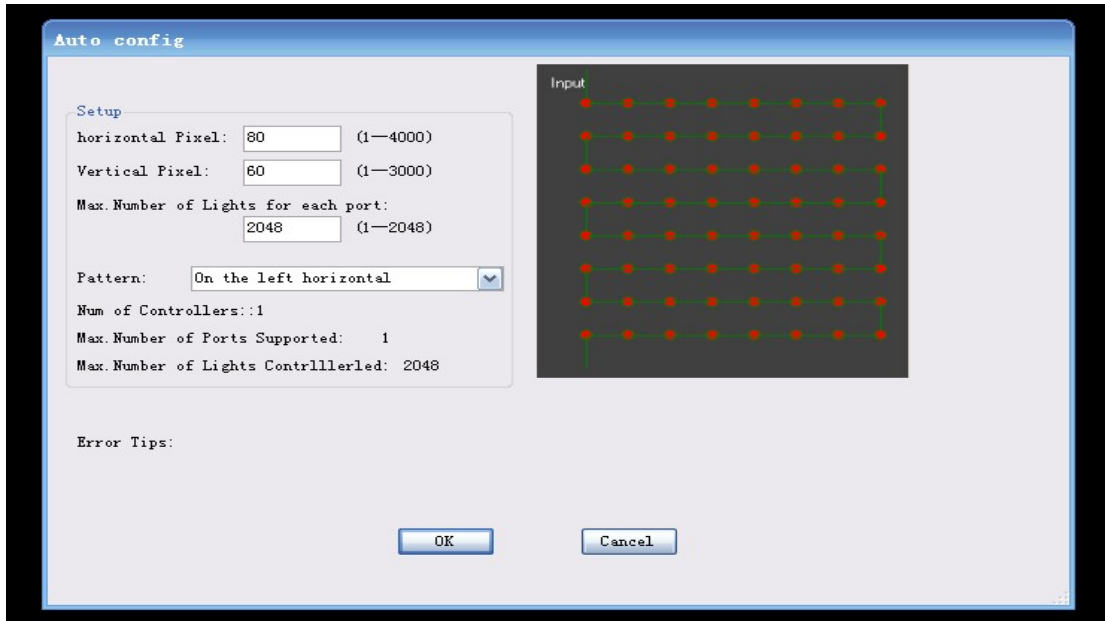 Auto config
Input
Setup
horizontal Pixel: 80 (1—4000)
Vertical Pixel: 60 (1—3000)
Max.Number of Lights for each port:
2048 (1—2048)
Pattern: On the left horizontal
Num of Controllers::1
Max.Number of Ports Supported: 1
Max.Number of Lights Contrlllerled: 2048
Error Tips:
OK Cancel